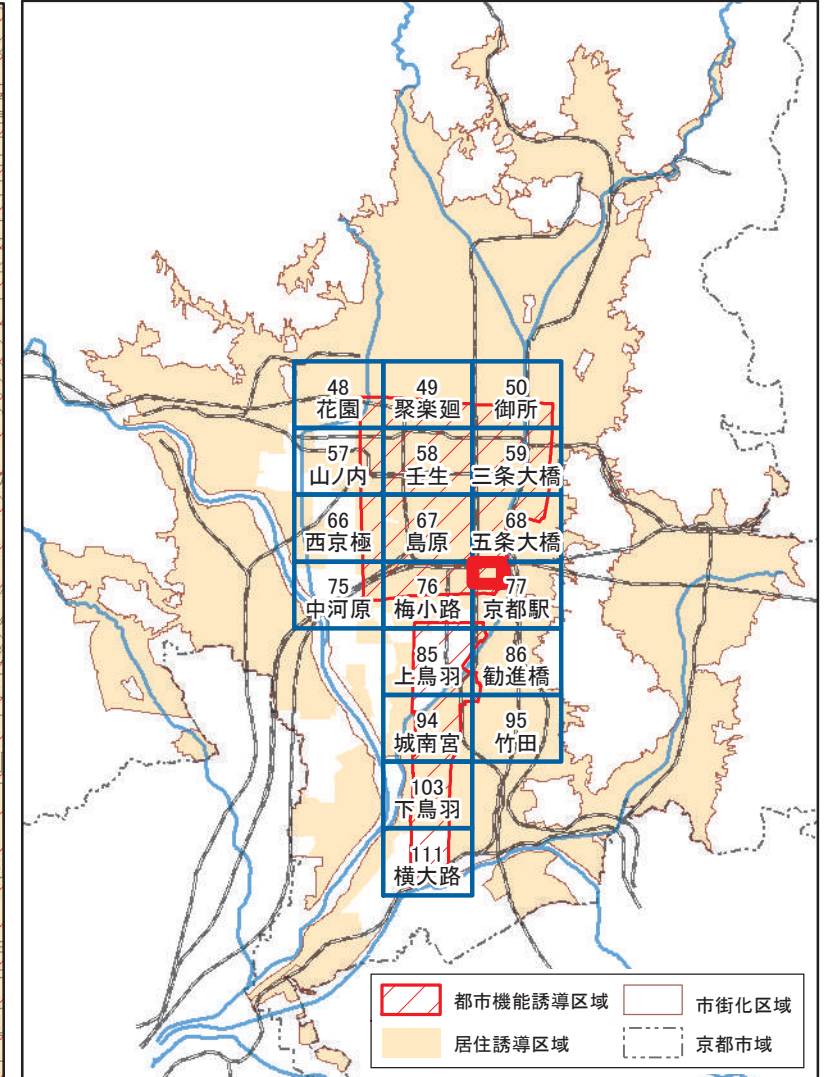 48
花園
49
聚楽廻
50
御所
57
山ノ内
58
壬生
59
三条大橋
66
西京極
67
島原
68
五条大橋
75
中河原
76
梅小路
77
京都駅
85
上鳥羽
86
勧進橋
94
城南宮
95
竹田
103
下鳥羽
111
横大路
都市機能誘導区域
市街化区域
居住誘導区域
京都市域